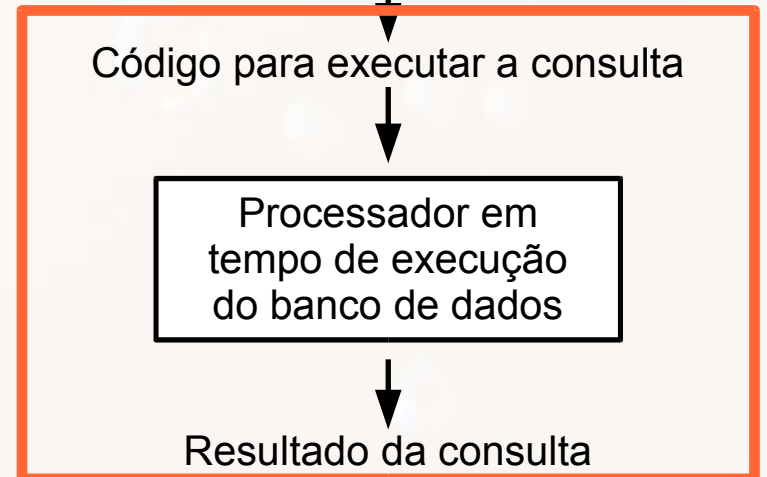 Código para executar a consulta
Processador em
tempo de execução
do banco de dados
Resultado da consulta